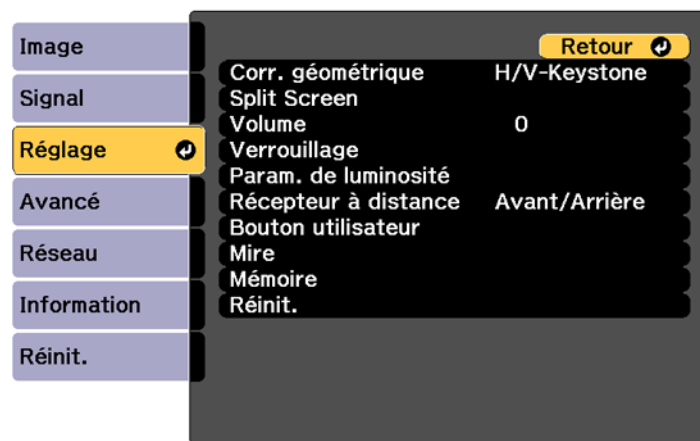 Image
Signal
Réglage
Avancé
Réseau
Information
Réinit.
Retour
Corr. géométrique H/V-Keystone
Split Screen
Volume 0
Verrouillage
Param. de luminosité
Récepteur à distance Avant/Arrière
Bouton utilisateur
Mire
Mémoire
Réinit.